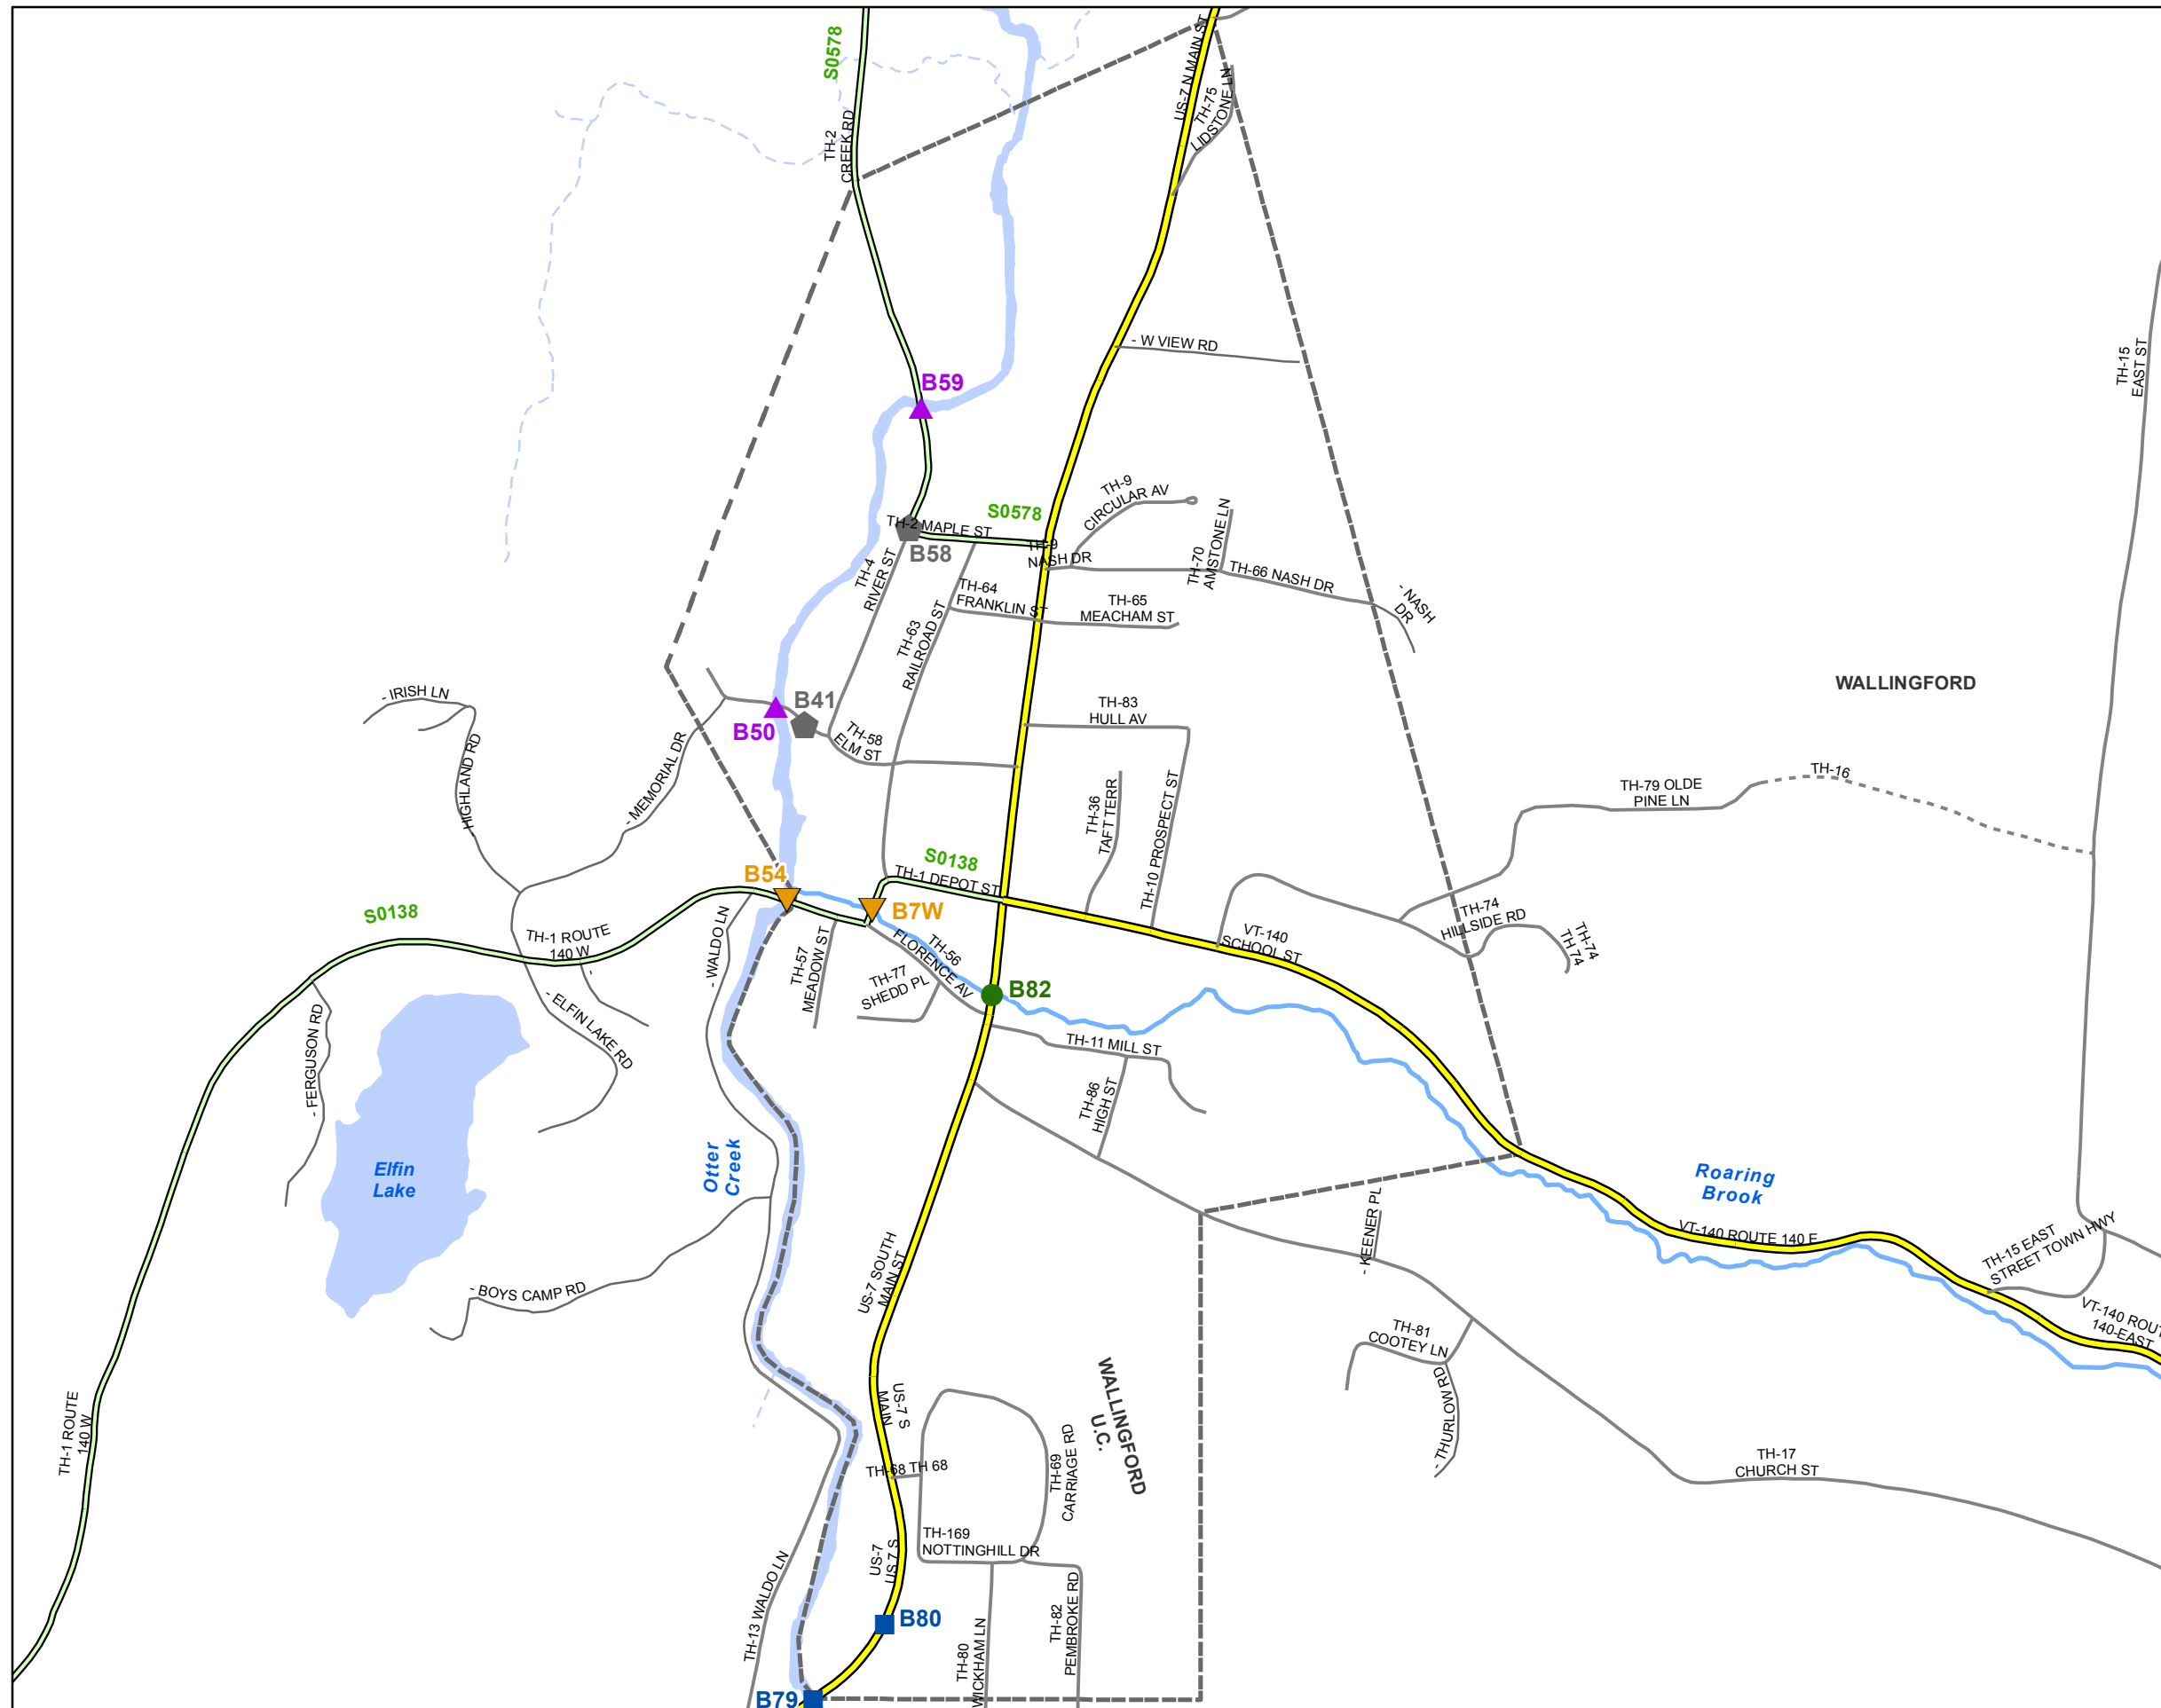 S0578
US-7 N MAIN ST
TH-75
LIDSTONE LN
TH-2
CREEK RD
- W VIEW RD
TH-15
EAST ST
B59
TH-9
CIRCULAR AV
S0578
TH-2 MAPLE ST
B58
TH-9
NASH DR
TH-70
AMSTONE LN
TH-66 NASH DR
- NASH
DR
TH-4
RIVER ST
TH-64
FRANKLIN ST
TH-65
MEACHAM ST
TH-63
RAILROAD ST
WALLINGFORD
- IRISH LN
B41
B50
TH-83
HULL AV
TH-58
ELM ST
HIGHLAND RD
- MEMORIAL DR
TH-36
TAFT TERR
TH-10 PROSPECT ST
TH-79 OLDE
PINE LN
TH-16
B54
S0138
TH-1 DEPOT ST
B7W
S0138
TH-1 ROUTE
140 W
-
- WALDO LN
TH-57
MEADOW ST
TH-56
FLORENCE AV
TH-77
SHEDD PL
VT-140
SCHOOL ST
TH-74
HILLSIDE RD
TH-74
TH 74
B82
- ELFIN LAKE RD
- FERGUSON RD
TH-11 MILL ST
TH-86
HIGH ST
Elfin
Lake
Otter
Creek
Roaring
Brook
- KEENER PL
VT-140 ROUTE 140 E
TH-15 EAST
STREET TOWN HWY
- BOYS CAMP RD
US-7 SOUTH
MAIN ST
TH-81
COOTEY LN
VT-140 ROUT
140-EAST
- THURLOW RD
WALLINGFORD
U.C.
TH-1 ROUTE
140 W
US-7 S
MAIN
TH-68 TH 68
TH-69
CARRIAGE RD
TH-17
CHURCH ST
TH-169
NOTTINGHILL DR
US-7
US 7 S
TH-13 WALDO LN
B80
TH-80
WICKHAM LN
TH-82
PEMBROKE RD
B79